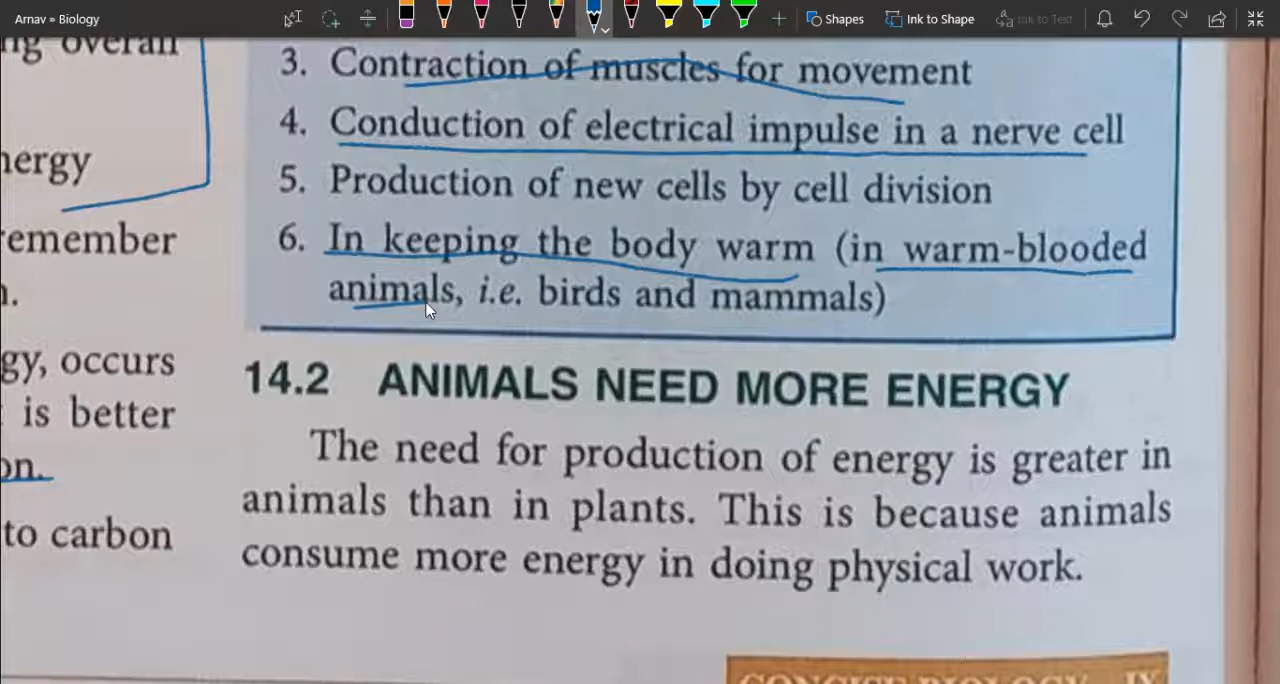 Arnav » Biology
Shapes
Ink to Shape
Ink to Text
ng overall
nergy
remember
n.
gy, occurs
is better
on.
to carbon
3. Contraction of muscles for movement
4. Conduction of electrical impulse in a nerve cell
5. Production of new cells by cell division
6. In keeping the body warm (in warm-blooded
animals, i.e. birds and mammals)
14.2 ANIMALS NEED MORE ENERGY
The need for production of energy is greater in
animals than in plants. This is because animals
consume more energy in doing physical work.
CONCISE BIOLOGY IX